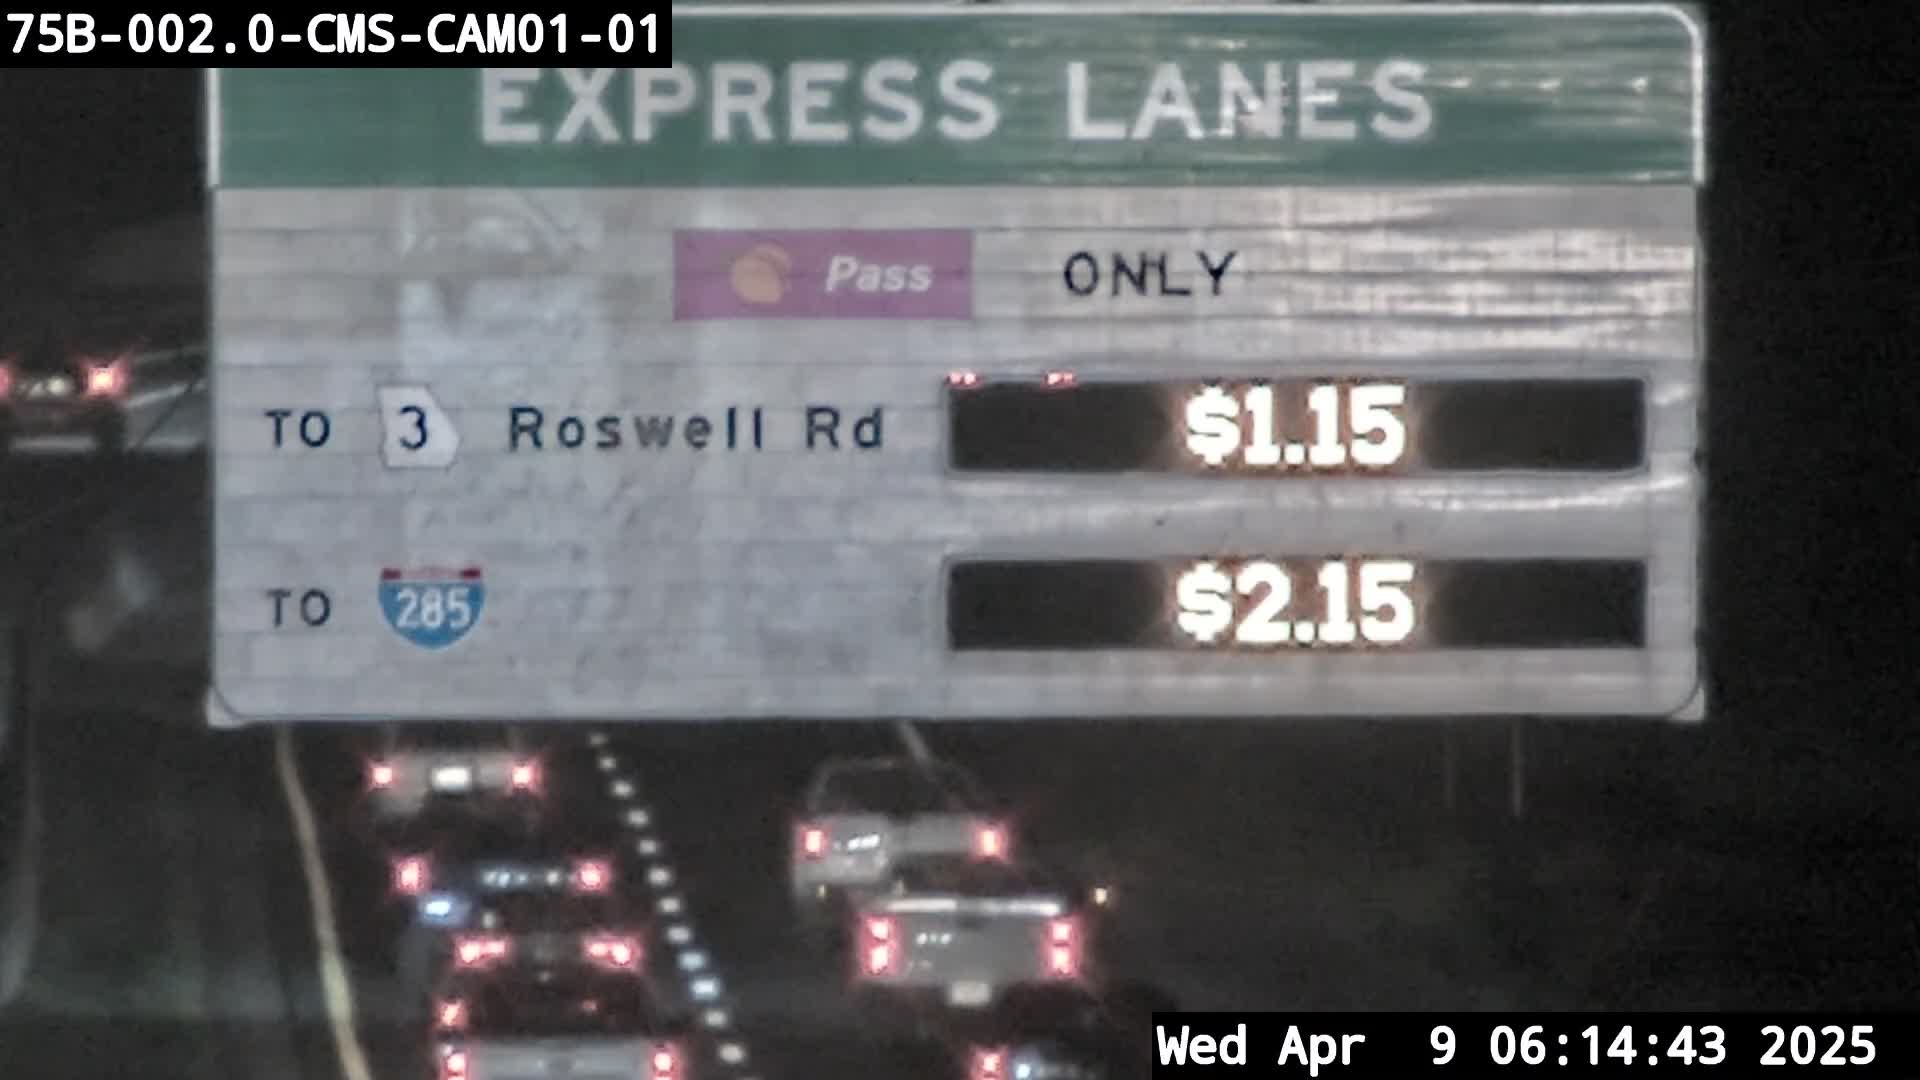 75B-002.0-CMS-CAM01-01
EXPRESS LANES
Pass ONLY
TO 3 Roswell Rd $1.15
TO 285 $2.15
Wed Apr 9 06:14:43 2025